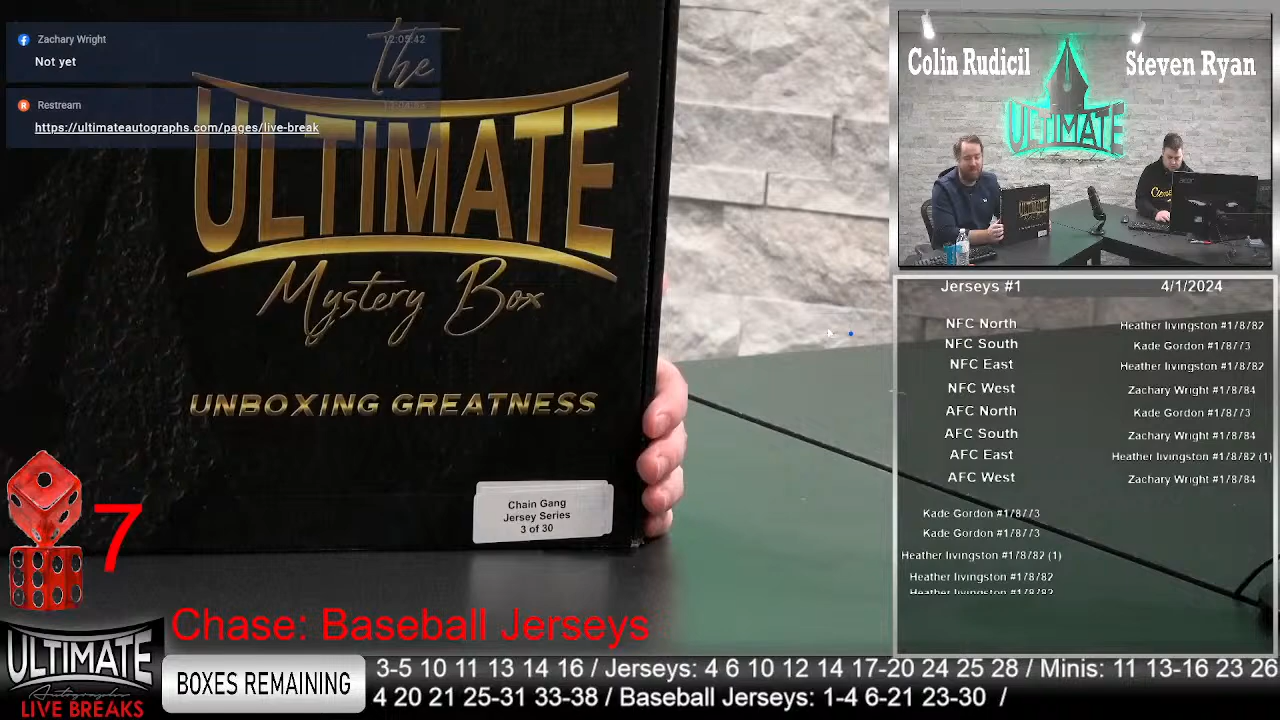 Zachary Wright
Not yet
Restream
https://ultimateautographs.com/pages/live-break
The
ULTIMATE
Mystery Box
UNBOXING GREATNESS
Chain Gang
Jersey Series
3 of 30
7
Chase: Baseball Jerseys
ULTIMATE
Autographs
LIVE BREAKS
BOXES REMAINING
3-5 10 11 13 14 16 / Jerseys: 4 6 10 12 14 17-20 24 25 28 / Minis: 11 13-16 23 26
4 20 21 25-31 33-38 / Baseball Jerseys: 1-4 6-21 23-30 /
Colin Rudicil
Steven Ryan
ULTIMATE
ULTIMATE
Jerseys #1 4/1/2024
NFC North Heather livingston #1/8/82
NFC South Kade Gordon #1/8/73
NFC East Heather livingston #1/8/82
NFC West Zachary Wright #1/8/84
AFC North Kade Gordon #1/8/73
AFC South Zachary Wright #1/8/84
AFC East Heather livingston #1/8/82 (1)
AFC West Zachary Wright #1/8/84
Kade Gordon #1/8/73
Kade Gordon #1/8/73
Heather livingston #1/8/82 (1)
Heather livingston #1/8/82
Heather livingston #1/8/82